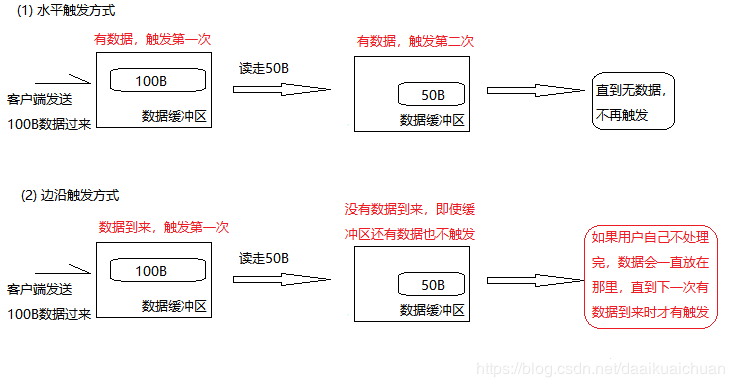 (1) 水平触发方式
有数据，触发第一次
100B
数据缓冲区
客户端发送
100B数据过来
读走50B
有数据，触发第二次
50B
数据缓冲区
直到无数据，
不再触发
(2) 边沿触发方式
数据到来，触发第一次
100B
数据缓冲区
客户端发送
100B数据过来
读走50B
没有数据到来，即使缓
冲区还有数据也不触发
50B
数据缓冲区
如果用户自己不处理
完，数据会一直放在
那里，直到下一次有
数据到来时才有触发
https://blog.csdn.net/daaikuaichuan